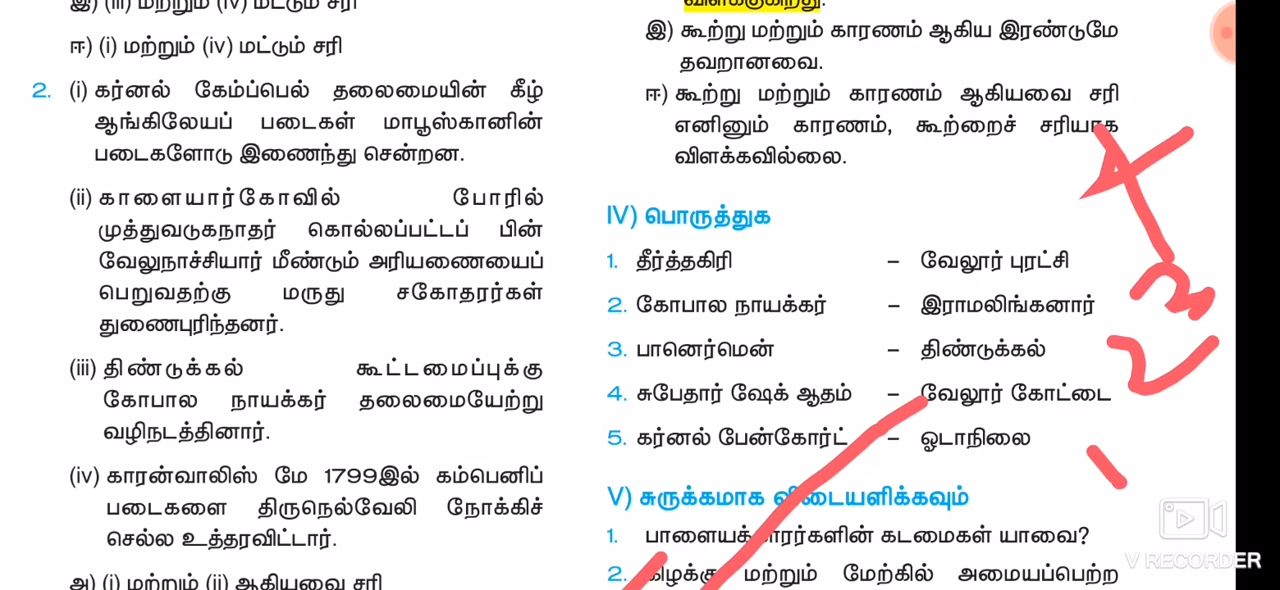 இ) (iii) மற்றும் (iv) மட்டும் சரி
ஈ) (i) மற்றும் (iv) மட்டும் சரி
2. (i) கர்னல் கேம்ப்பெல் தலைமையின் கீழ்
ஆங்கிலேயப் படைகள் மாபூஸ்கானின்
படைகளோடு இணைந்து சென்றன.
(ii) காளையார்கோவில் போரில்
முத்துவடுகநாதர் கொல்லப்பட்டப் பின்
வேலுநாச்சியார் மீண்டும் அரியணையைப்
பெறுவதற்கு மருது சகோதரர்கள்
துணைபுரிந்தனர்.
(iii) திண்டுக்கல் கூட்டமைப்புக்கு
கோபால நாயக்கர் தலைமையேற்று
வழிநடத்தினார்.
(iv) காரன்வாலிஸ் மே 1799இல் கம்பெனிப்
படைகளை திருநெல்வேலி நோக்கிச்
செல்ல உத்தரவிட்டார்.
அ) (i) மற்றும் (ii) ஆகியவை சரி
விளக்குகிறது.
இ) கூற்று மற்றும் காரணம் ஆகிய இரண்டுமே
தவறானவை.
ஈ) கூற்று மற்றும் காரணம் ஆகியவை சரி
எனினும் காரணம், கூற்றைச் சரியாக
விளக்கவில்லை.
IV) பொருத்துக
1. தீர்த்தகிரி – வேலூர் புரட்சி
2. கோபால நாயக்கர் – இராமலிங்கனார்
3. பானெர்மென் – திண்டுக்கல்
4. சுபேதார் ஷேக் ஆதம் – வேலூர் கோட்டை
5. கர்னல் பேன்கோர்ட் – ஓடாநிலை
V) சுருக்கமாக விடையளிக்கவும்
1. பாளையக்காரர்களின் கடமைகள் யாவை?
2. கிழக்கு மற்றும் மேற்கில் அமையப்பெற்ற
V RECORDER